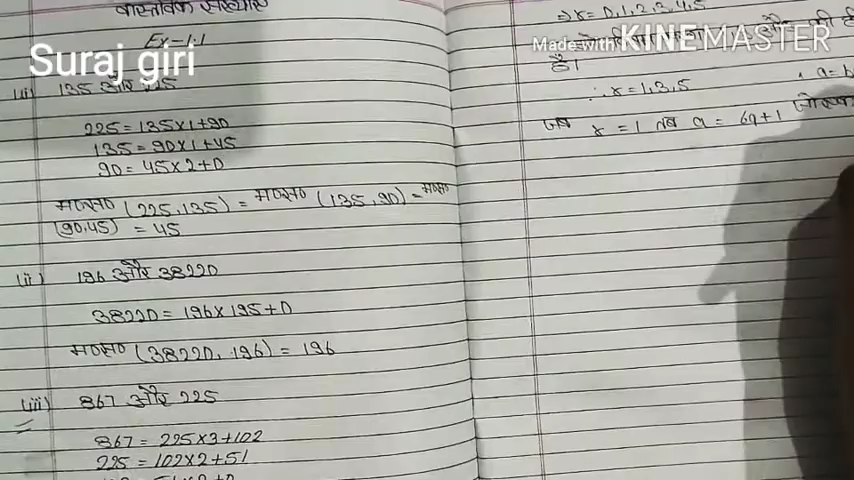 वास्तविक संख्याएँ
Ex-1.1
Suraj giri
(i) 135 और 225
225 = 135×1+90
135 = 90×1+45
90 = 45×2+0
म०स० (225,135) = म०स० (135,90) = म०स०
(90,45) = 45
(ii) 196 और 38220
38220 = 196×195+0
म०स० (38220, 196) = 196
(iii) 867 और 225
867 = 225×3+102
225 = 102×2+51
⇒ r = 0,1,2,3,4,5
Made with KINEMASTER
है।
∴ r = 1,3,5
जब r = 1 तब a = 6q+1